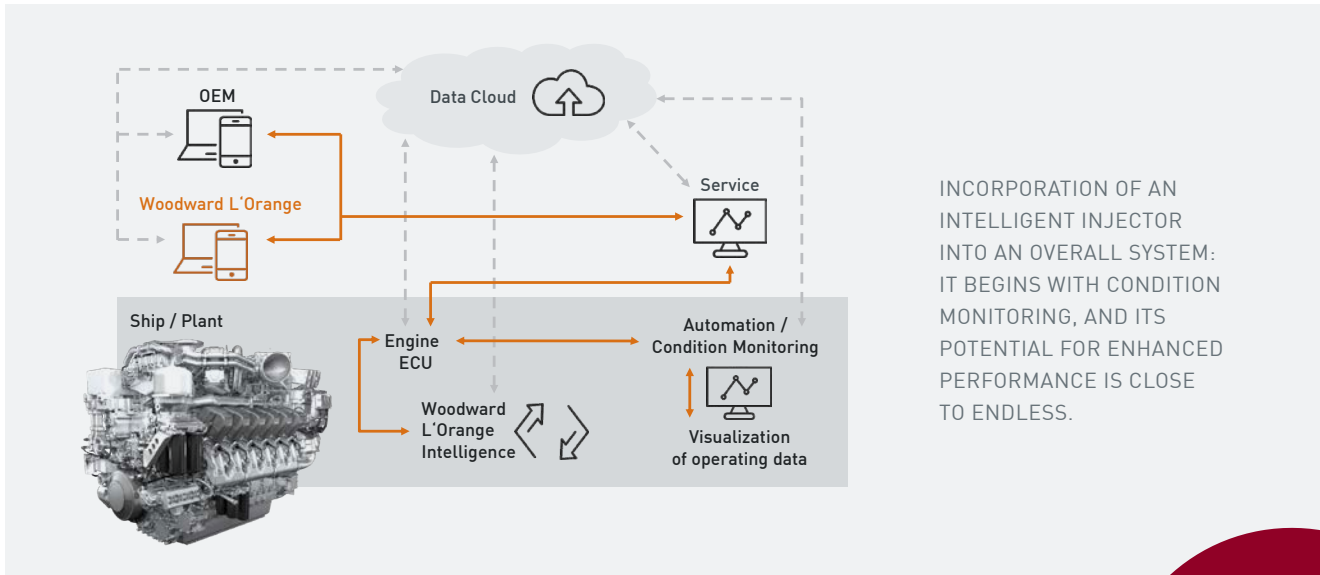 Data Cloud
OEM
Woodward L'Orange
Service
Ship / Plant
Engine
ECU
Automation /
Condition Monitoring
Woodward
L'Orange
Intelligence
Visualization
of operating data
INCORPORATION OF AN
INTELLIGENT INJECTOR
INTO AN OVERALL SYSTEM:
IT BEGINS WITH CONDITION
MONITORING, AND ITS
POTENTIAL FOR ENHANCED
PERFORMANCE IS CLOSE
TO ENDLESS.